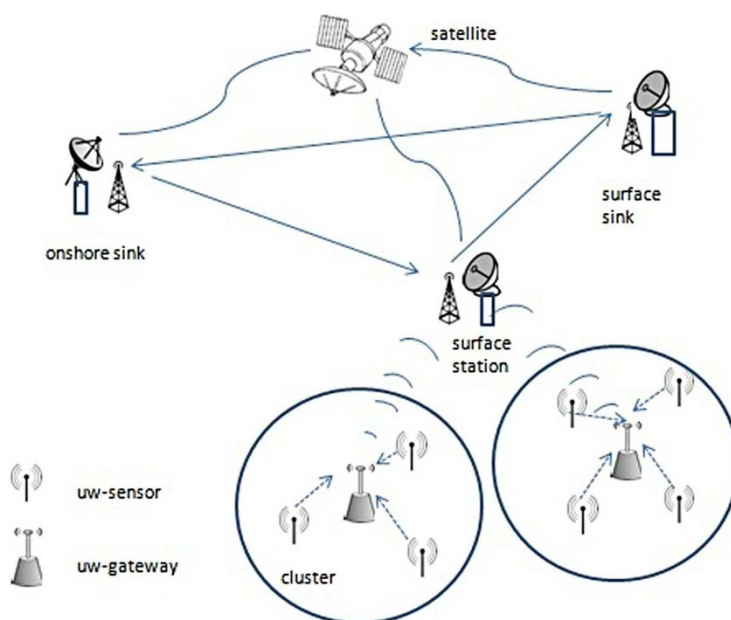 satellite
surface
sink
onshore sink
surface
station
uw-sensor
uw-gateway
cluster